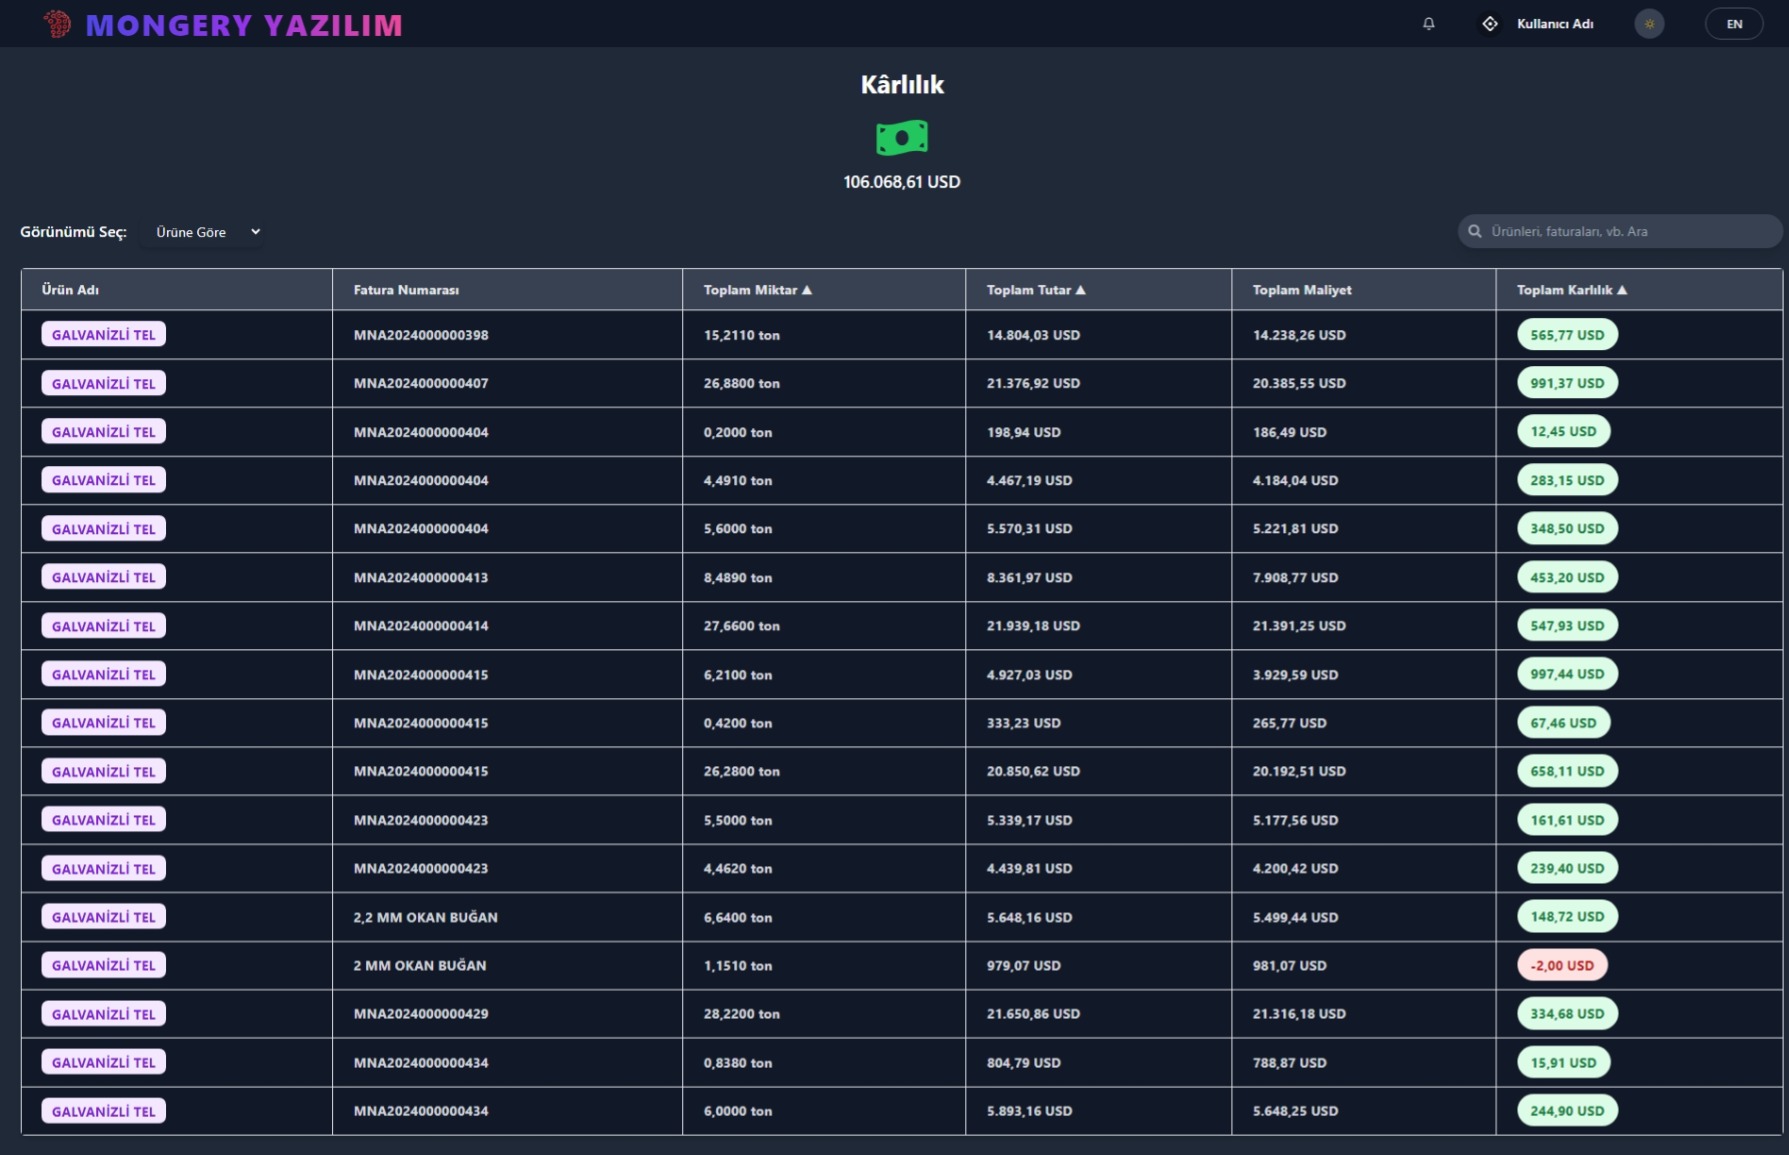 MONGERY YAZILIM
Kullanıcı Adı
EN
Kârlılık
106.068,61 USD
Görünümü Seç: Ürüne Göre
Ürünleri, faturaları, vb. Ara
Ürün Adı Fatura Numarası Toplam Miktar ▲ Toplam Tutar ▲ Toplam Maliyet Toplam Karlılık ▲
GALVANİZLİ TEL MNA2024000000398 15,2110 ton 14.804,03 USD 14.238,26 USD 565,77 USD
GALVANİZLİ TEL MNA2024000000407 26,8800 ton 21.376,92 USD 20.385,55 USD 991,37 USD
GALVANİZLİ TEL MNA2024000000404 0,2000 ton 198,94 USD 186,49 USD 12,45 USD
GALVANİZLİ TEL MNA2024000000404 4,4910 ton 4.467,19 USD 4.184,04 USD 283,15 USD
GALVANİZLİ TEL MNA2024000000404 5,6000 ton 5.570,31 USD 5.221,81 USD 348,50 USD
GALVANİZLİ TEL MNA2024000000413 8,4890 ton 8.361,97 USD 7.908,77 USD 453,20 USD
GALVANİZLİ TEL MNA2024000000414 27,6600 ton 21.939,18 USD 21.391,25 USD 547,93 USD
GALVANİZLİ TEL MNA2024000000415 6,2100 ton 4.927,03 USD 3.929,59 USD 997,44 USD
GALVANİZLİ TEL MNA2024000000415 0,4200 ton 333,23 USD 265,77 USD 67,46 USD
GALVANİZLİ TEL MNA2024000000415 26,2800 ton 20.850,62 USD 20.192,51 USD 658,11 USD
GALVANİZLİ TEL MNA2024000000423 5,5000 ton 5.339,17 USD 5.177,56 USD 161,61 USD
GALVANİZLİ TEL MNA2024000000423 4,4620 ton 4.439,81 USD 4.200,42 USD 239,40 USD
GALVANİZLİ TEL 2,2 MM OKAN BUĞAN 6,6400 ton 5.648,16 USD 5.499,44 USD 148,72 USD
GALVANİZLİ TEL 2 MM OKAN BUĞAN 1,1510 ton 979,07 USD 981,07 USD -2,00 USD
GALVANİZLİ TEL MNA2024000000429 28,2200 ton 21.650,86 USD 21.316,18 USD 334,68 USD
GALVANİZLİ TEL MNA2024000000434 0,8380 ton 804,79 USD 788,87 USD 15,91 USD
GALVANİZLİ TEL MNA2024000000434 6,0000 ton 5.893,16 USD 5.648,25 USD 244,90 USD